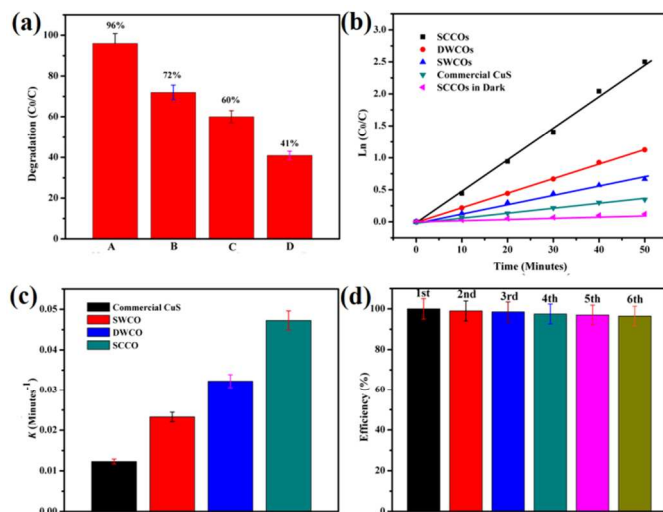 (a)
96%
72%
60%
41%
100
80
60
40
20
0
Degradation (C0/C)
A B C D
(b)
SCCOs
DWCOs
SWCOs
Commercial CuS
SCCOs in Dark
2.5
2.0
1.5
1.0
0.5
0.0
Ln (C0/C)
0 10 20 30 40 50
Time (Minutes)
(c)
Commercial CuS
SWCO
DWCO
SCCO
0.05
0.04
0.03
0.02
0.01
0.00
K (Minutes-1)
(d)
1st 2nd 3rd 4th 5th 6th
100
80
60
40
20
0
Efficiency (%)